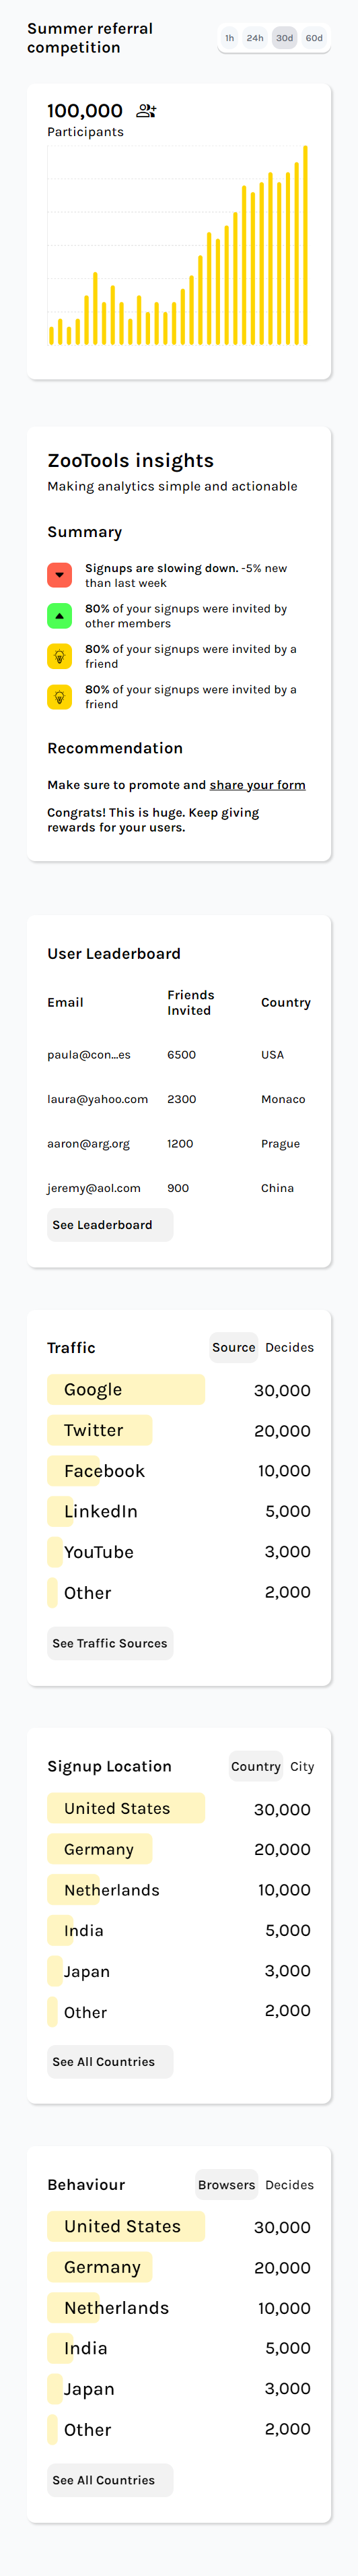 Summer referral
competition
1h 24h 30d 60d
100,000
Participants
ZooTools insights
Making analytics simple and actionable
Summary
Signups are slowing down. -5% new
than last week
80% of your signups were invited by
other members
80% of your signups were invited by a
friend
80% of your signups were invited by a
friend
Recommendation
Make sure to promote and share your form
Congrats! This is huge. Keep giving
rewards for your users.
User Leaderboard
Email Friends Invited Country
paula@con...es 6500 USA
laura@yahoo.com 2300 Monaco
aaron@arg.org 1200 Prague
jeremy@aol.com 900 China
See Leaderboard
Traffic Source Decides
Google 30,000
Twitter 20,000
Facebook 10,000
LinkedIn 5,000
YouTube 3,000
Other 2,000
See Traffic Sources
Signup Location Country City
United States 30,000
Germany 20,000
Netherlands 10,000
India 5,000
Japan 3,000
Other 2,000
See All Countries
Behaviour Browsers Decides
United States 30,000
Germany 20,000
Netherlands 10,000
India 5,000
Japan 3,000
Other 2,000
See All Countries